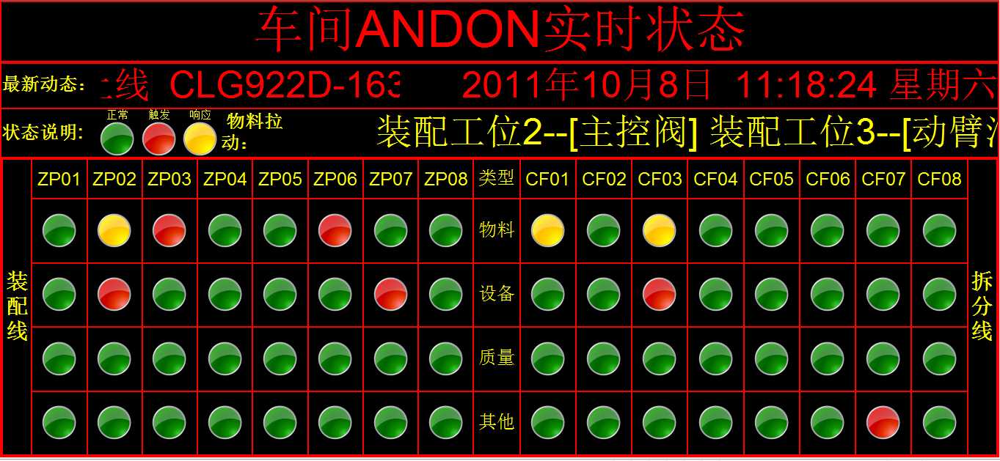 车间ANDON实时状态
最新动态: 线 CLG922D-163 2011年10月8日 11:18:24 星期六
正常 触发 响应
状态说明: 物料拉动: 装配工位2--[主控阀] 装配工位3--[动臂
ZP01 ZP02 ZP03 ZP04 ZP05 ZP06 ZP07 ZP08 类型 CF01 CF02 CF03 CF04 CF05 CF06 CF07 CF08
物料
设备
质量
其他
装配线
拆分线